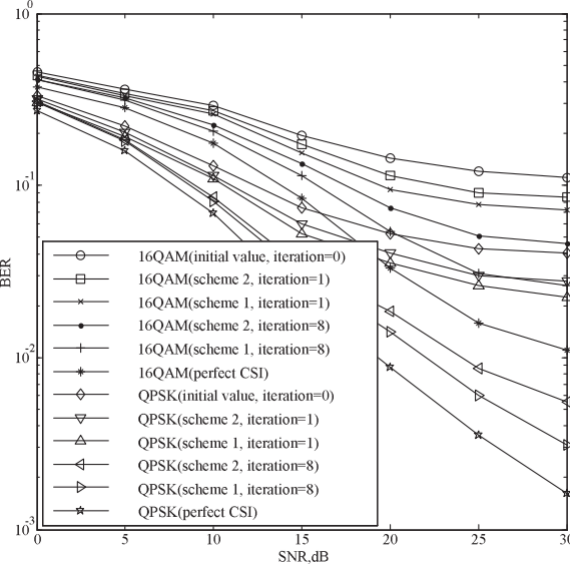 10^0
10^-1
10^-2
10^-3
BER
16QAM(initial value, iteration=0)
16QAM(scheme 2, iteration=1)
16QAM(scheme 1, iteration=1)
16QAM(scheme 2, iteration=8)
16QAM(scheme 1, iteration=8)
16QAM(perfect CSI)
QPSK(initial value, iteration=0)
QPSK(scheme 2, iteration=1)
QPSK(scheme 1, iteration=1)
QPSK(scheme 2, iteration=8)
QPSK(scheme 1, iteration=8)
QPSK(perfect CSI)
0 5 10 15 20 25 30
SNR,dB